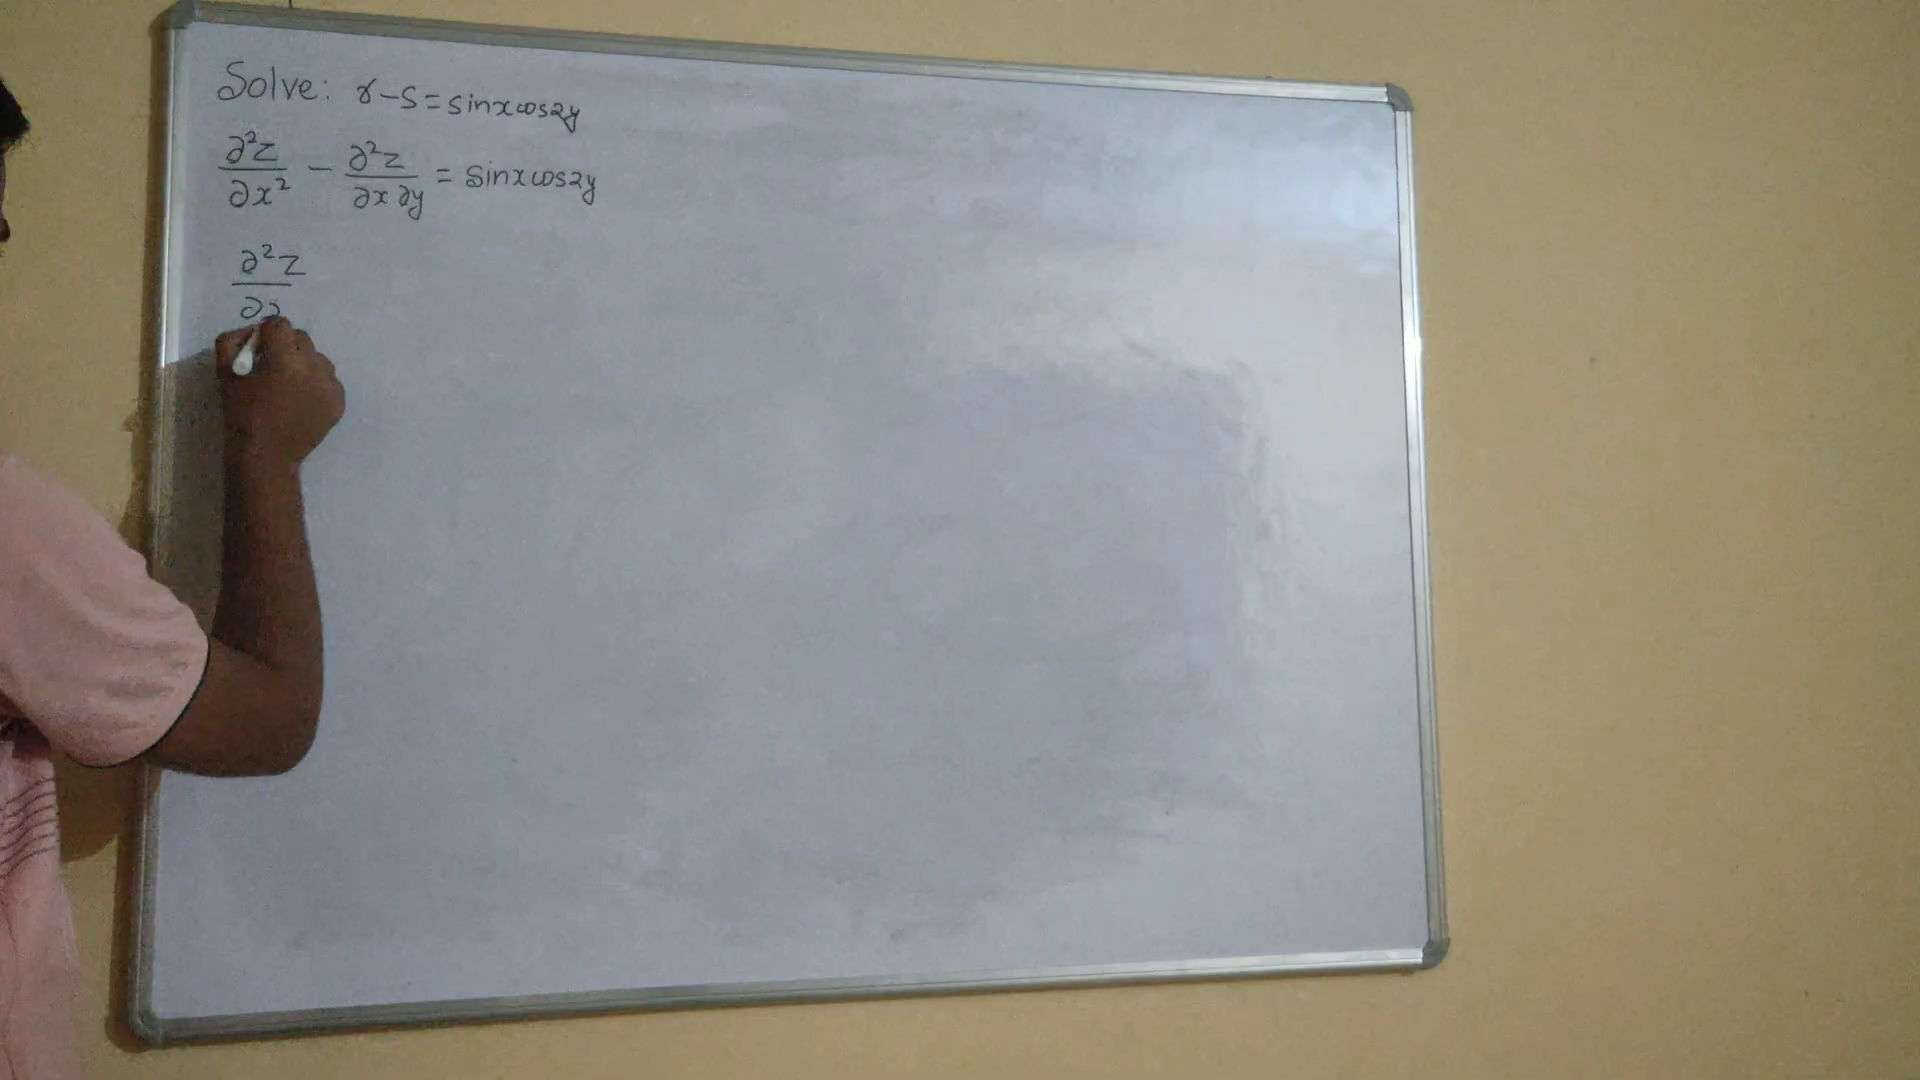 Solve: r-s=sinxcos2y
∂²z/∂x² - ∂²z/∂x∂y = sinxcos2y
∂²z/∂